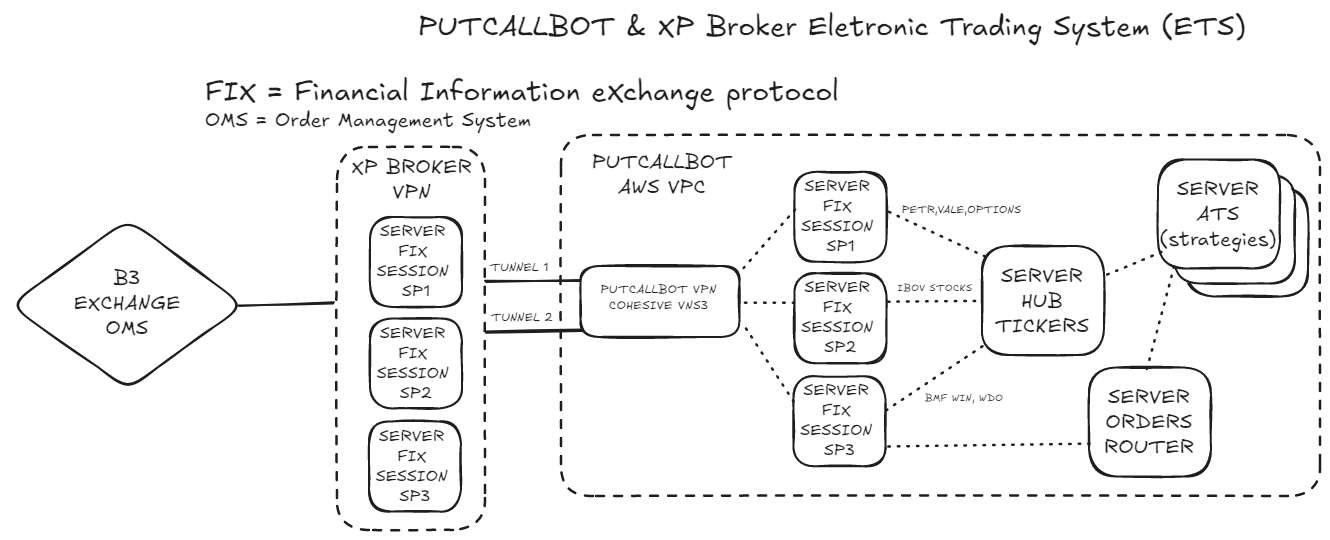 PUTCALLBOT & XP Broker Eletronic Trading System (ETS)
FIX = Financial Information eXchange protocol
OMS = Order Management System
B3
EXCHANGE
OMS
XP BROKER
VPN
SERVER
FIX
SESSION
SP1
SERVER
FIX
SESSION
SP2
SERVER
FIX
SESSION
SP3
TUNNEL 1
TUNNEL 2
PUTCALLBOT
AWS VPC
PUTCALLBOT VPN
COHESIVE VNS3
SERVER
FIX
SESSION
SP1
SERVER
FIX
SESSION
SP2
SERVER
FIX
SESSION
SP3
PETR,VALE,OPTIONS
IBOV STOCKS
BMF WIN, WDO
SERVER
HUB
TICKERS
SERVER
ATS
(strategies)
SERVER
ORDERS
ROUTER